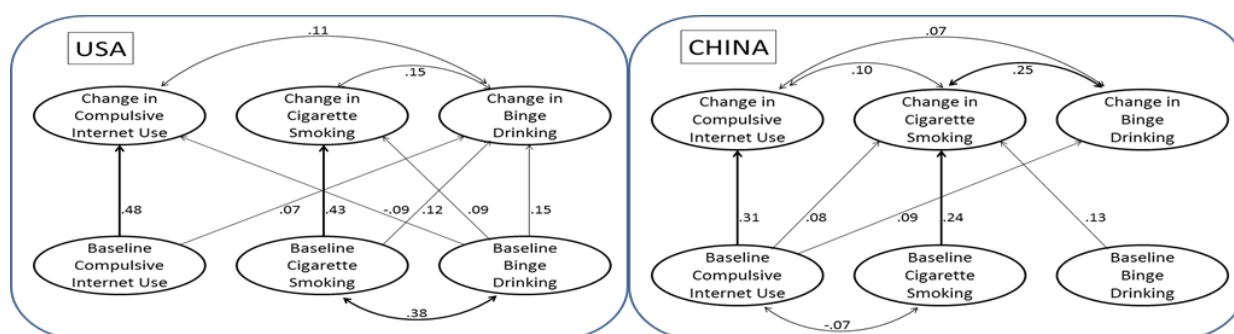 USA
.11
.15
Change in
Compulsive
Internet Use
Change in
Cigarette
Smoking
Change in
Binge
Drinking
.48
.07
.43
.12
-.09
.09
.15
Baseline
Compulsive
Internet Use
Baseline
Cigarette
Smoking
Baseline
Binge
Drinking
.38
CHINA
.07
.10
.25
Change in
Compulsive
Internet Use
Change in
Cigarette
Smoking
Change in
Binge
Drinking
.31
.08
.09
.24
.13
Baseline
Compulsive
Internet Use
Baseline
Cigarette
Smoking
Baseline
Binge
Drinking
-.07